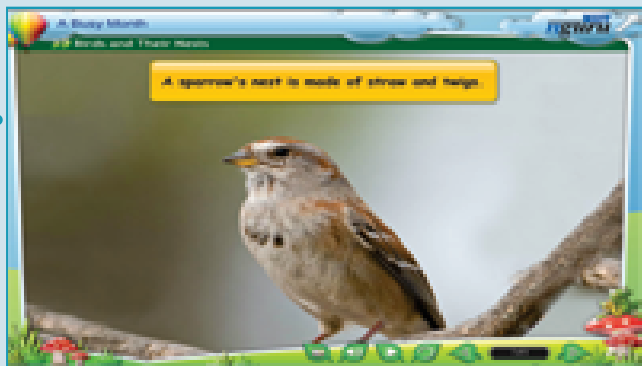 A Busy Month
Birds and Their Nests
A sparrow's nest is made of straw and twigs.